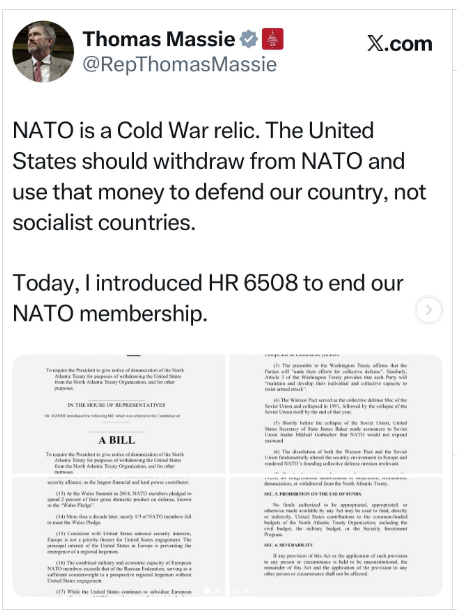 Thomas Massie
@RepThomasMassie
X.com
NATO is a Cold War relic. The United
States should withdraw from NATO and
use that money to defend our country, not
socialist countries.
Today, I introduced HR 6508 to end our
NATO membership.
To require the President to give notice of denunciation of the North
Atlantic Treaty for purposes of withdrawing the United States
from the North Atlantic Treaty Organization, and for other
purposes.
IN THE HOUSE OF REPRESENTATIVES
Mr. MASSIE introduced the following bill; which was referred to the Committee on
A BILL
To require the President to give notice of denunciation of the North
Atlantic Treaty for purposes of withdrawing the United States
from the North Atlantic Treaty Organization, and for other
purposes.
security alliance, as the largest financial and hard power contributor.
(13) At the Wales Summit in 2014, NATO members pledged to
spend 2 percent of their gross domestic product on defense, known
as the “Wales Pledge”.
(14) More than a decade later, nearly 1/3 of NATO members fail
to meet the Wales Pledge.
(15) Consistent with United States national security interests,
Europe is not a priority theater for United States engagement. The
principal interest of the United States in Europe is preventing the
emergence of a regional hegemon.
(16) The combined military and economic capacity of European
NATO members exceeds that of the Russian Federation, serving as a
sufficient counterweight to a prospective regional hegemon without
United States engagement.
(17) While the United States continues to subsidize European
(3) The preamble to the Washington Treaty affirms that the
Parties will “unite their efforts for collective defense”. Similarly,
Article 3 of the Washington Treaty provides that each Party will
“maintain and develop their individual and collective capacity to
resist armed attack”.
(4) The Warsaw Pact served as the collective defense bloc of the
Soviet Union and collapsed in 1991, followed by the collapse of the
Soviet Union itself by the end of that year.
(5) Shortly before the collapse of the Soviet Union, United
States Secretary of State James Baker made assurances to Soviet
Union leader Mikhail Gorbachev that NATO would not expand
eastward.
(6) The dissolution of both the Warsaw Pact and the Soviet
Union fundamentally altered the security environment in Europe and
rendered NATO’s founding collective defense mission irrelevant.
denunciation, or withdrawal from the North Atlantic Treaty.
SEC. 5. PROHIBITION ON THE USE OF FUNDS.
No funds authorized to be appropriated, appropriated, or
otherwise made available by any Act may be used to fund, directly
or indirectly, United States contributions to the common-funded
budgets of the North Atlantic Treaty Organization, including the
civil budget, the military budget, or the Security Investment
Program.
SEC. 6. SEVERABILITY.
If any provision of this Act or the application of such provision
to any person or circumstance is held to be unconstitutional, the
remainder of this Act and the application of the provision to any
other person or circumstance shall not be affected.